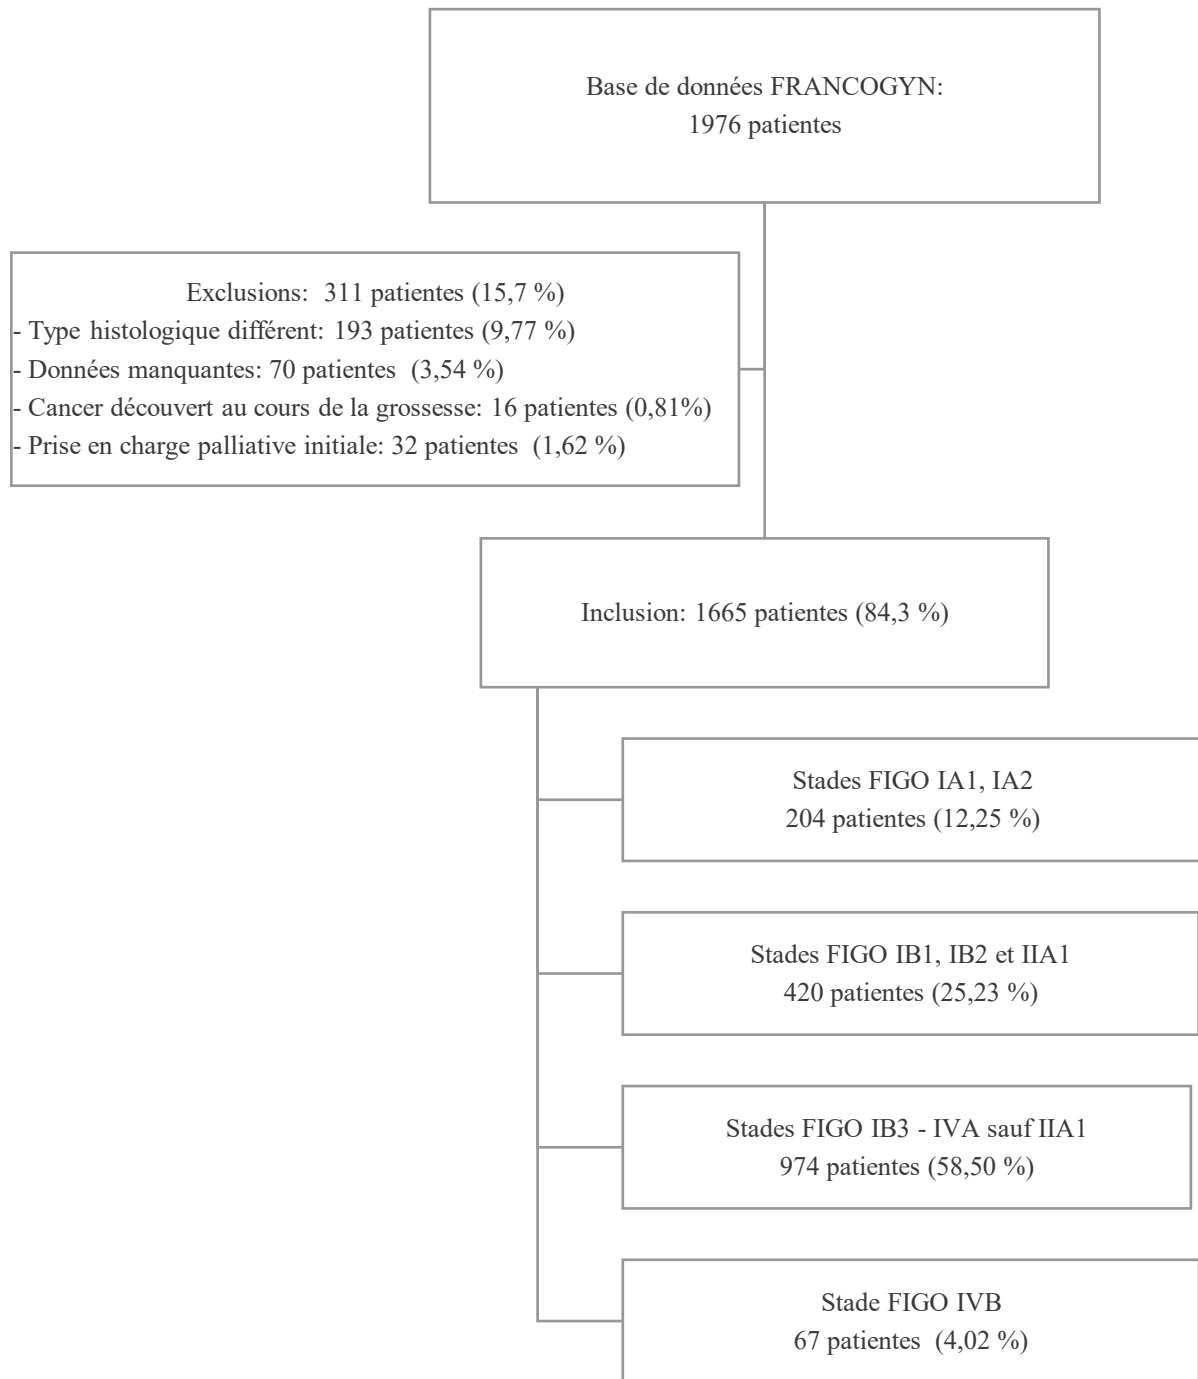 Base de données FRANCOGYN:
1976 patientes
Exclusions:  311 patientes (15,7 %)
- Type histologique différent: 193 patientes (9,77 %)
- Données manquantes: 70 patientes  (3,54 %)
- Cancer découvert au cours de la grossesse: 16 patientes (0,81%)
- Prise en charge palliative initiale: 32 patientes  (1,62 %)
Inclusion: 1665 patientes (84,3 %)
Stades FIGO IA1, IA2
204 patientes (12,25 %)
Stades FIGO IB1, IB2 et IIA1
420 patientes (25,23 %)
Stades FIGO IB3 - IVA sauf IIA1
974 patientes (58,50 %)
Stade FIGO IVB
67 patientes  (4,02 %)